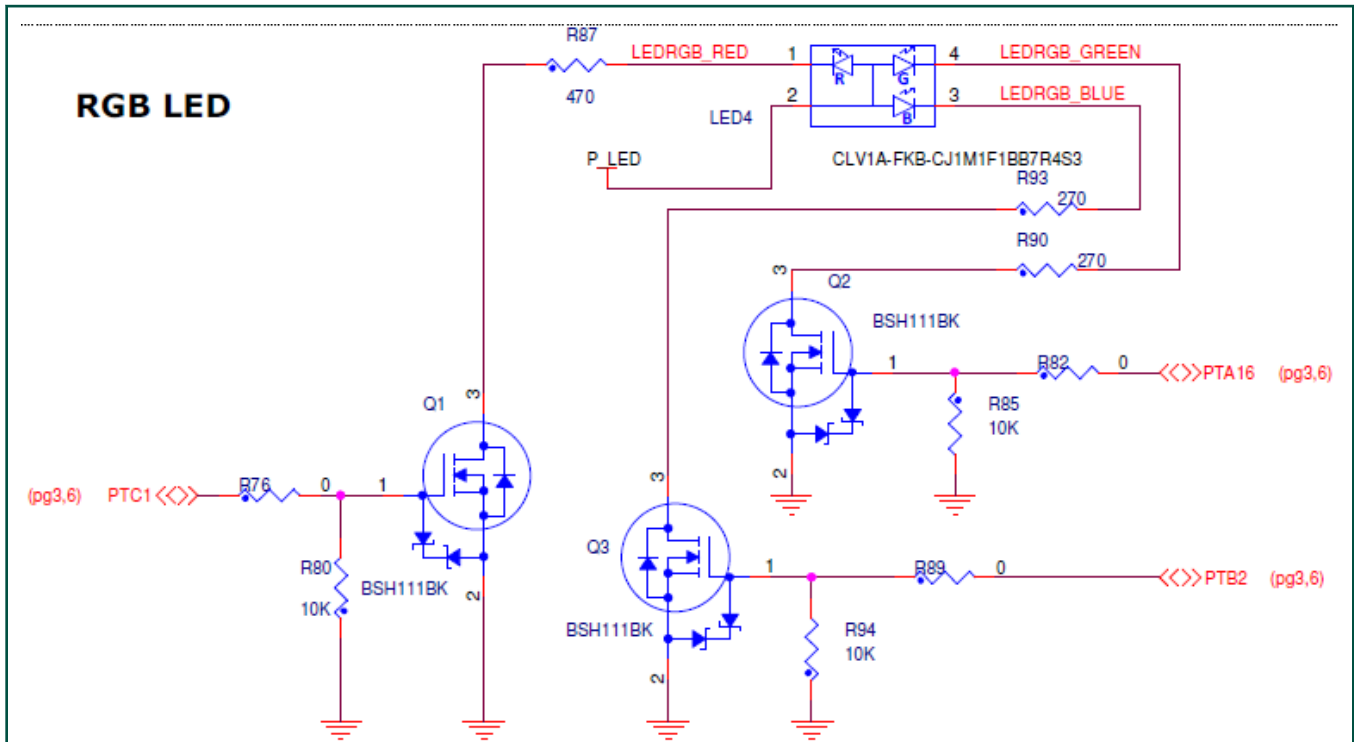 R87
LEDRGB_RED
1
4
LEDRGB_GREEN
R
G
470
RGB LED
2
3
LEDRGB_BLUE
B
LED4
P_LED
CLV1A-FKB-CJ1M1F1BB7R4S3
R93
270
R90
270
3
Q2
BSH111BK
1
R82
0
PTA16
(pg3,6)
R85
10K
2
3
Q1
(pg3,6)
PTC1
R76
0
1
R80
10K
BSH111BK
2
3
Q3
1
R89
0
PTB2
(pg3,6)
BSH111BK
R94
10K
2